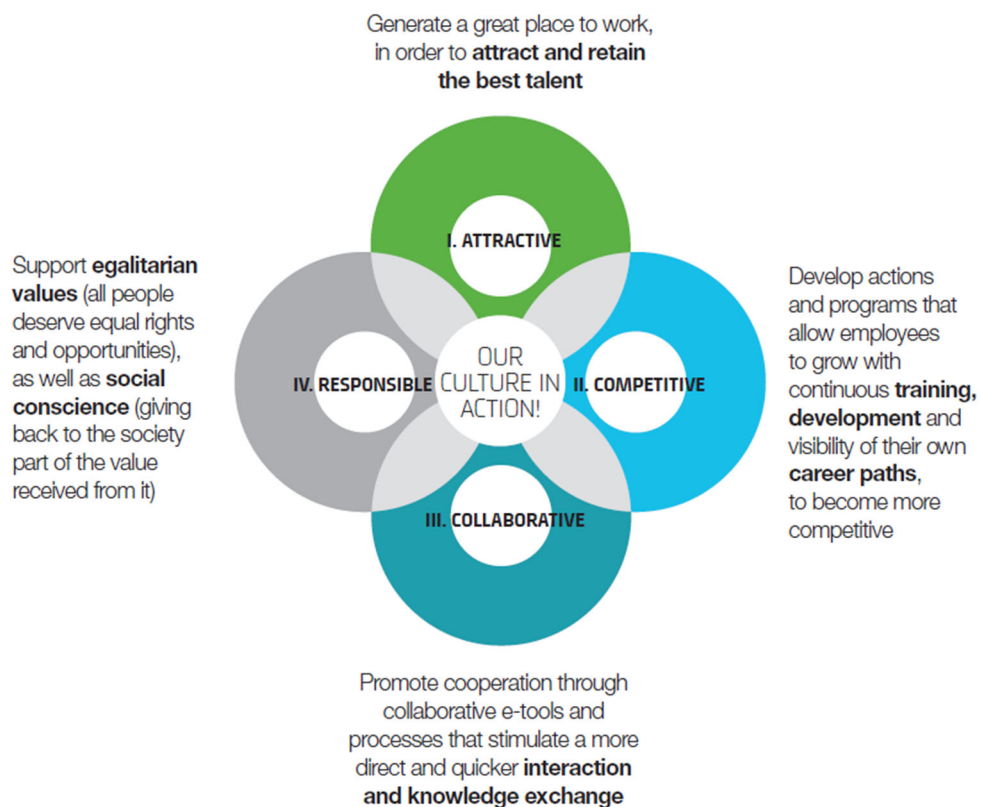 Generate a great place to work,
in order to attract and retain
the best talent
I. ATTRACTIVE
Support egalitarian
values (all people
deserve equal rights
and opportunities),
as well as social
conscience (giving
back to the society
part of the value
received from it)
IV. RESPONSIBLE
OUR
CULTURE IN
ACTION!
II. COMPETITIVE
Develop actions
and programs that
allow employees
to grow with
continuous training,
development and
visibility of their own
career paths,
to become more
competitive
III. COLLABORATIVE
Promote cooperation through
collaborative e-tools and
processes that stimulate a more
direct and quicker interaction
and knowledge exchange